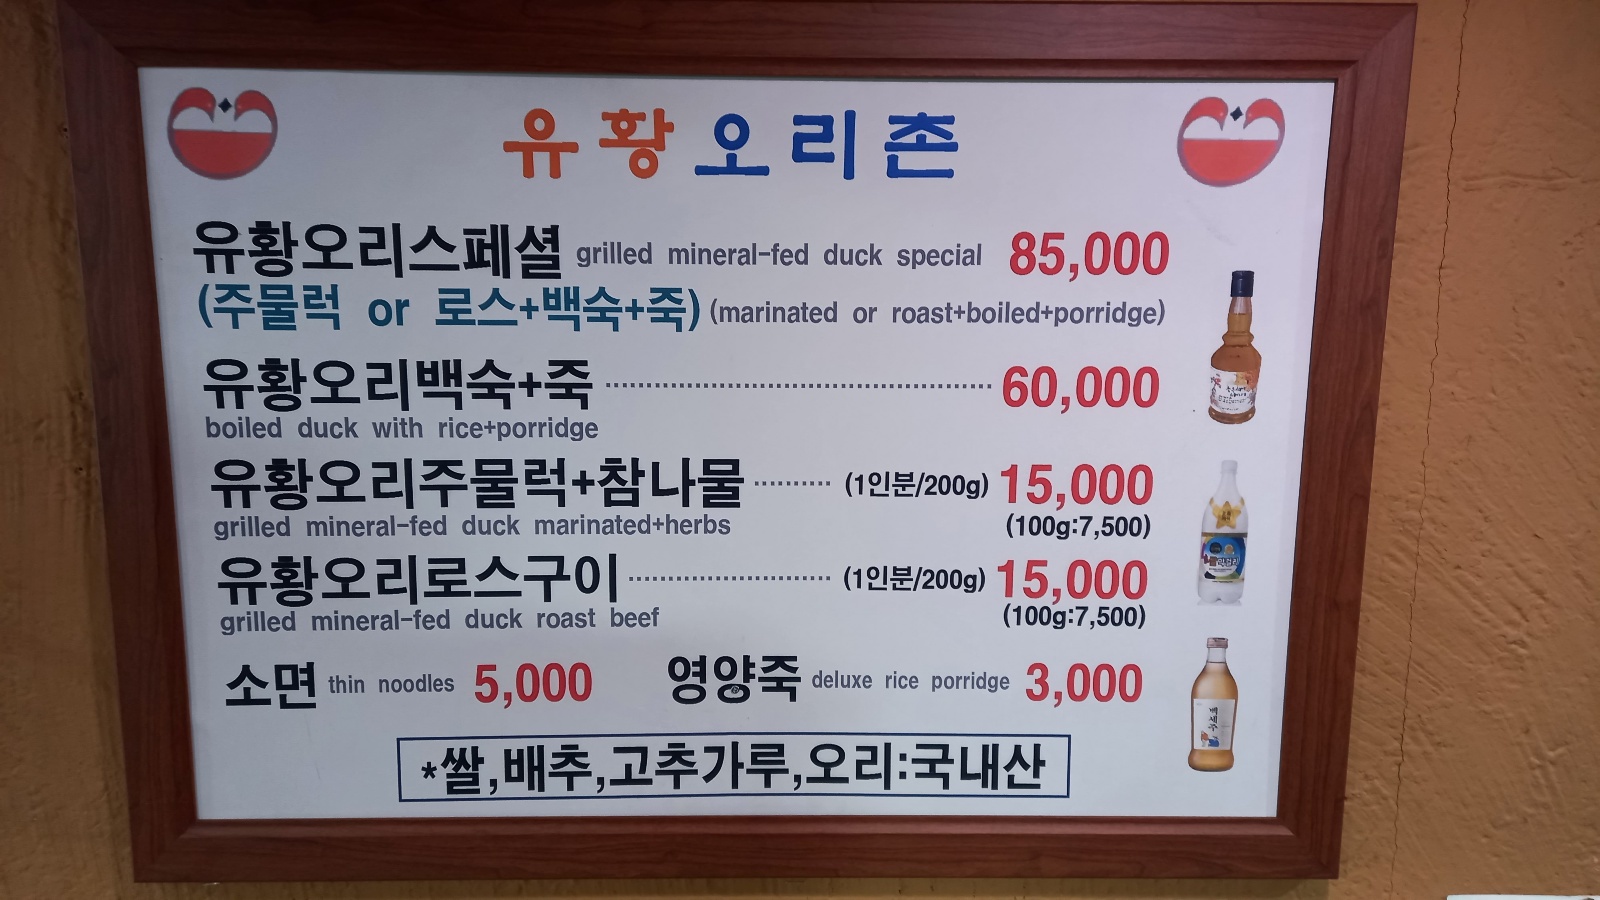 유황오리촌
유황오리스페셜 grilled mineral-fed duck special 85,000
(주물럭 or 로스+백숙+죽) (marinated or roast+boiled+porridge)
유황오리백숙+죽 60,000
boiled duck with rice+porridge
유황오리주물럭+참나물 (1인분/200g) 15,000
grilled mineral-fed duck marinated+herbs (100g:7,500)
유황오리로스구이 (1인분/200g) 15,000
grilled mineral-fed duck roast beef (100g:7,500)
소면 thin noodles 5,000 영양죽 deluxe rice porridge 3,000
*쌀,배추,고추가루,오리:국내산
백세주